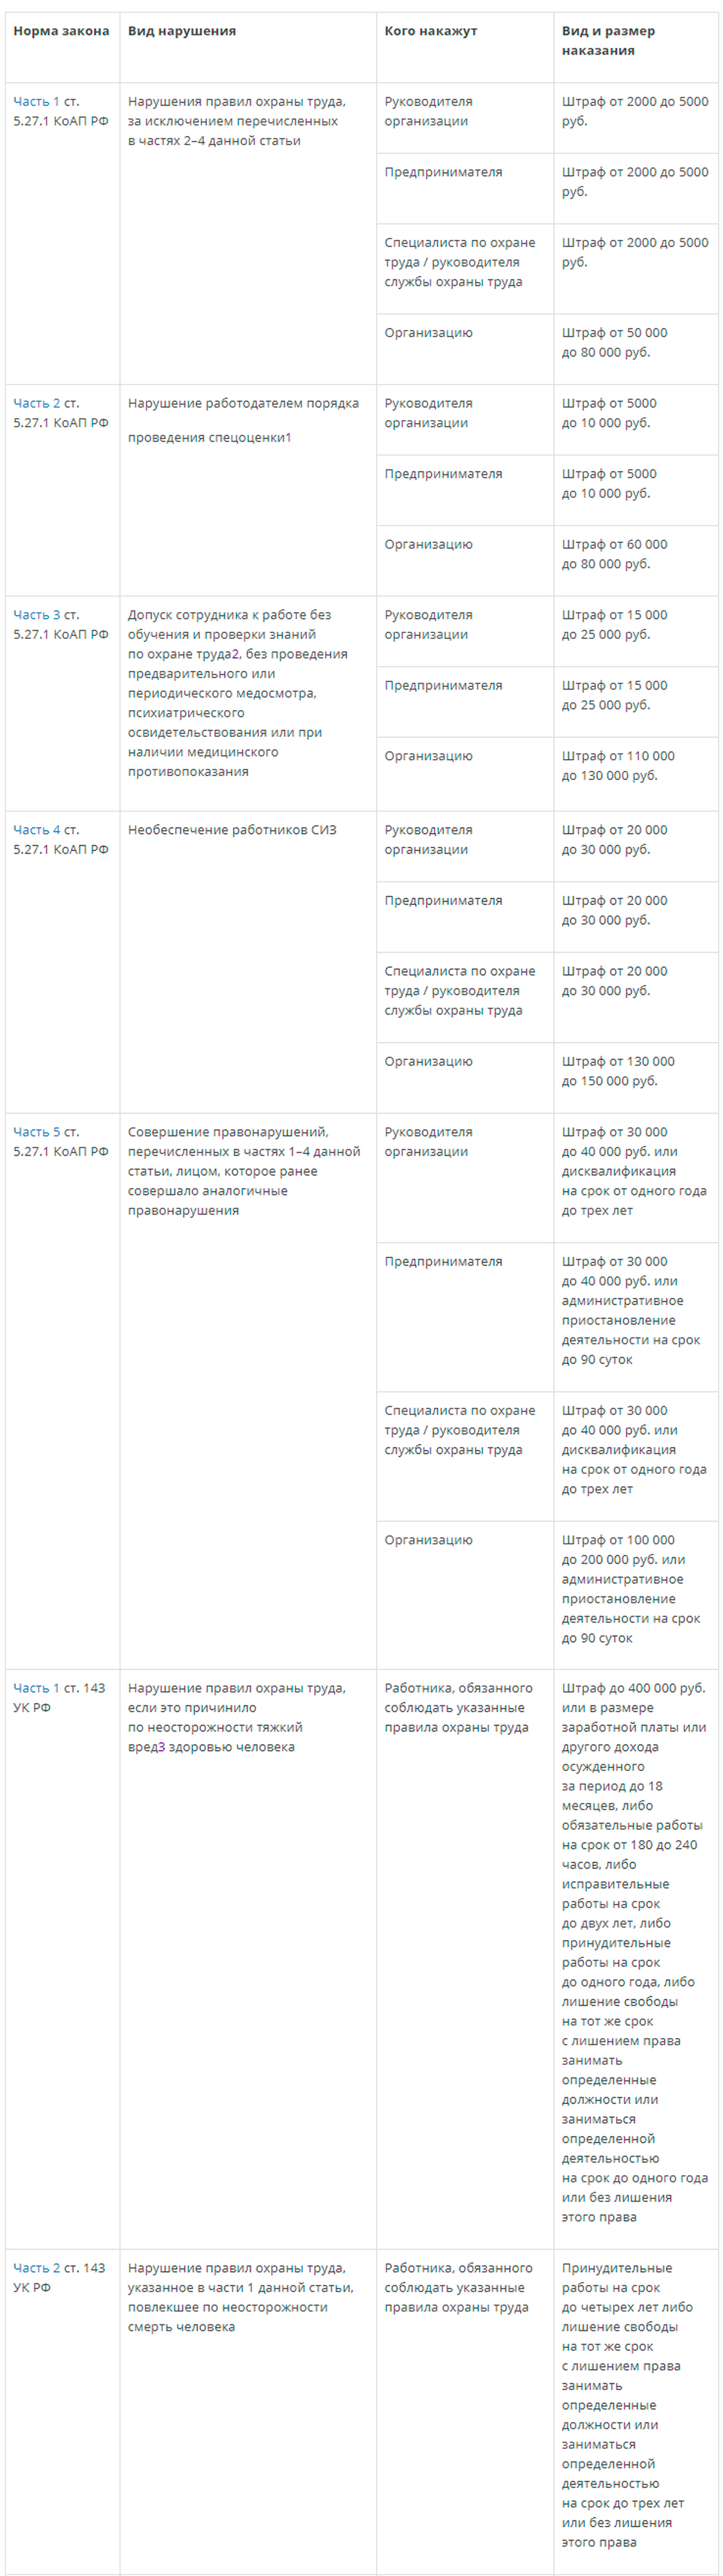 Норма закона
Вид нарушения
Кого накажут
Вид и размер
наказания
Часть 1 ст.
5.27.1 КоАП РФ
Нарушения правил охраны труда,
за исключением перечисленных
в частях 2–4 данной статьи
Руководителя
организации
Штраф от 2000 до 5000
руб.
Предпринимателя
Штраф от 2000 до 5000
руб.
Специалиста по охране
труда / руководителя
службы охраны труда
Штраф от 2000 до 5000
руб.
Организацию
Штраф от 50 000
до 80 000 руб.
Часть 2 ст.
5.27.1 КоАП РФ
Нарушение работодателем порядка
проведения спецоценки1
Руководителя
организации
Штраф от 5000
до 10 000 руб.
Предпринимателя
Штраф от 5000
до 10 000 руб.
Организацию
Штраф от 60 000
до 80 000 руб.
Часть 3 ст.
5.27.1 КоАП РФ
Допуск сотрудника к работе без
обучения и проверки знаний
по охране труда2, без проведения
предварительного или
периодического медосмотра,
психиатрического
освидетельствования или при
наличии медицинского
противопоказания
Руководителя
организации
Штраф от 15 000
до 25 000 руб.
Предпринимателя
Штраф от 15 000
до 25 000 руб.
Организацию
Штраф от 110 000
до 130 000 руб.
Часть 4 ст.
5.27.1 КоАП РФ
Необеспечение работников СИЗ
Руководителя
организации
Штраф от 20 000
до 30 000 руб.
Предпринимателя
Штраф от 20 000
до 30 000 руб.
Специалиста по охране
труда / руководителя
службы охраны труда
Штраф от 20 000
до 30 000 руб.
Организацию
Штраф от 130 000
до 150 000 руб.
Часть 5 ст.
5.27.1 КоАП РФ
Совершение правонарушений,
перечисленных в частях 1–4 данной
статьи, лицом, которое ранее
совершало аналогичные
правонарушения
Руководителя
организации
Штраф от 30 000
до 40 000 руб. или
дисквалификация
на срок от одного года
до трех лет
Предпринимателя
Штраф от 30 000
до 40 000 руб. или
административное
приостановление
деятельности на срок
до 90 суток
Специалиста по охране
труда / руководителя
службы охраны труда
Штраф от 30 000
до 40 000 руб. или
дисквалификация
на срок от одного года
до трех лет
Организацию
Штраф от 100 000
до 200 000 руб. или
административное
приостановление
деятельности на срок
до 90 суток
Часть 1 ст. 143
УК РФ
Нарушение правил охраны труда,
если это причинило
по неосторожности тяжкий
вред3 здоровью человека
Работника, обязанного
соблюдать указанные
правила охраны труда
Штраф до 400 000 руб.
или в размере
заработной платы или
другого дохода
осужденного
за период до 18
месяцев, либо
обязательные работы
на срок от 180 до 240
часов, либо
исправительные
работы на срок
до двух лет, либо
принудительные
работы на срок
до одного года, либо
лишение свободы
на тот же срок
с лишением права
занимать
определенные
должности или
заниматься
определенной
деятельностью
на срок до одного года
или без лишения
этого права
Часть 2 ст. 143
УК РФ
Нарушение правил охраны труда,
указанное в части 1 данной статьи,
повлекшее по неосторожности
смерть человека
Работника, обязанного
соблюдать указанные
правила охраны труда
Принудительные
работы на срок
до четырех лет либо
лишение свободы
на тот же срок
с лишением права
занимать
определенные
должности или
заниматься
определенной
деятельностью
на срок до трех лет
или без лишения
этого права